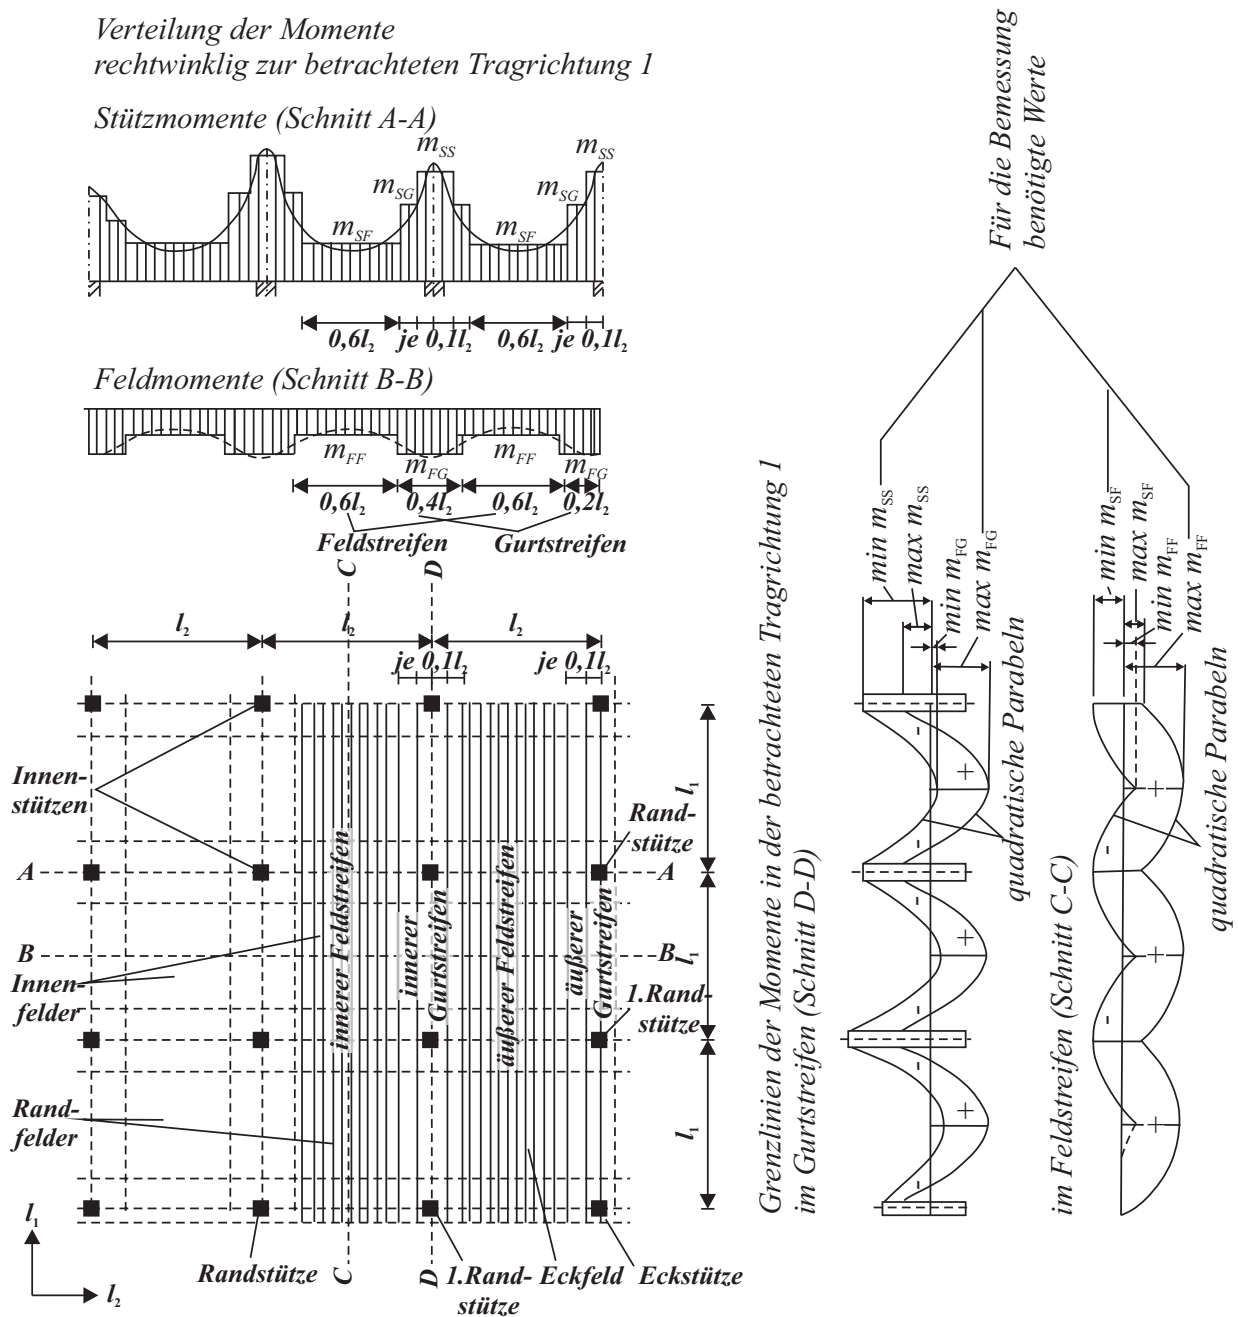 Verteilung der Momente
rechtwinklig zur betrachteten Tragrichtung 1
Stützmomente (Schnitt A-A)
m_SS
m_SS
m_SG
m_SG
m_SF
m_SF
0,6l₂
je 0,1l₂
0,6l₂
je 0,1l₂
Feldmomente (Schnitt B-B)
m_FF
m_FG
m_FF
m_FG
0,6l₂
0,4l₂
0,6l₂
0,2l₂
Feldstreifen
Gurtstreifen
C
D
l₂
l₂
l₂
je 0,1l₂
je 0,1l₂
Innen-
stützen
l₁
Rand-
stütze
A
A
innerer Feldstreifen
innerer
Gurtstreifen
äußerer Feldstreifen
äußerer
Gurtstreifen
B
B
l₁
Innen-
felder
1.Rand-
stütze
Rand-
felder
l₁
l₁
l₂
Randstütze
C
D
1.Rand-
stütze
Eckfeld
Eckstütze
Für die Bemessung
benötigte Werte
min m_SS
max m_SS
min m_FG
max m_FG
min m_SF
max m_SF
min m_FF
max m_FF
-
+
-
-
+
-
-
+
-
quadratische Parabeln
+
-
+
-
+
quadratische Parabeln
Grenzlinien der Momente in der betrachteten Tragrichtung 1
im Gurtstreifen (Schnitt D-D)
im Feldstreifen (Schnitt C-C)